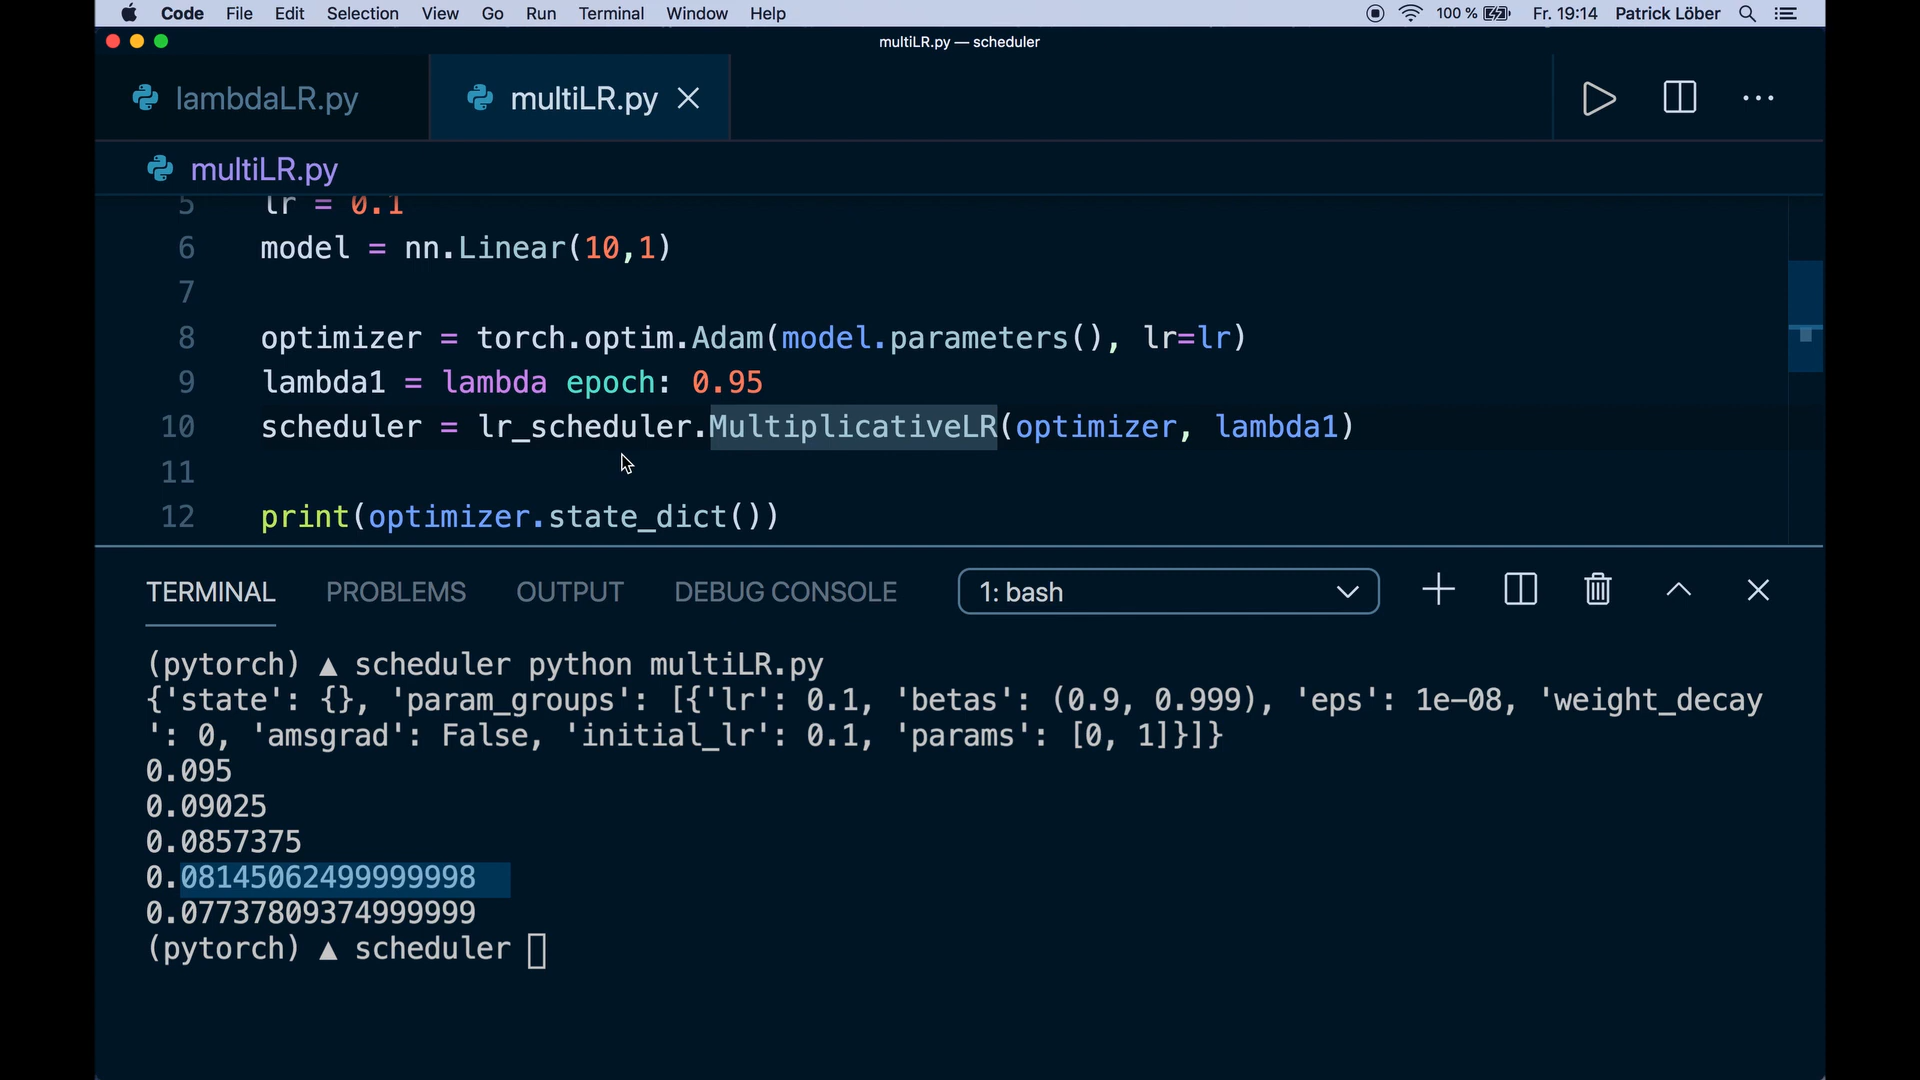 Code File Edit Selection View Go Run Terminal Window Help 100 % Fr. 19:14 Patrick Löber
multiLR.py — scheduler
lambdaLR.py multiLR.py
multiLR.py
5 lr = 0.1
6 model = nn.Linear(10,1)
7
8 optimizer = torch.optim.Adam(model.parameters(), lr=lr)
9 lambda1 = lambda epoch: 0.95
10 scheduler = lr_scheduler.MultiplicativeLR(optimizer, lambda1)
11
12 print(optimizer.state_dict())
TERMINAL PROBLEMS OUTPUT DEBUG CONSOLE 1: bash
(pytorch) ▲ scheduler python multiLR.py
{'state': {}, 'param_groups': [{'lr': 0.1, 'betas': (0.9, 0.999), 'eps': 1e-08, 'weight_decay
': 0, 'amsgrad': False, 'initial_lr': 0.1, 'params': [0, 1]}]}
0.095
0.09025
0.0857375
0.08145062499999998
0.07737809374999999
(pytorch) ▲ scheduler